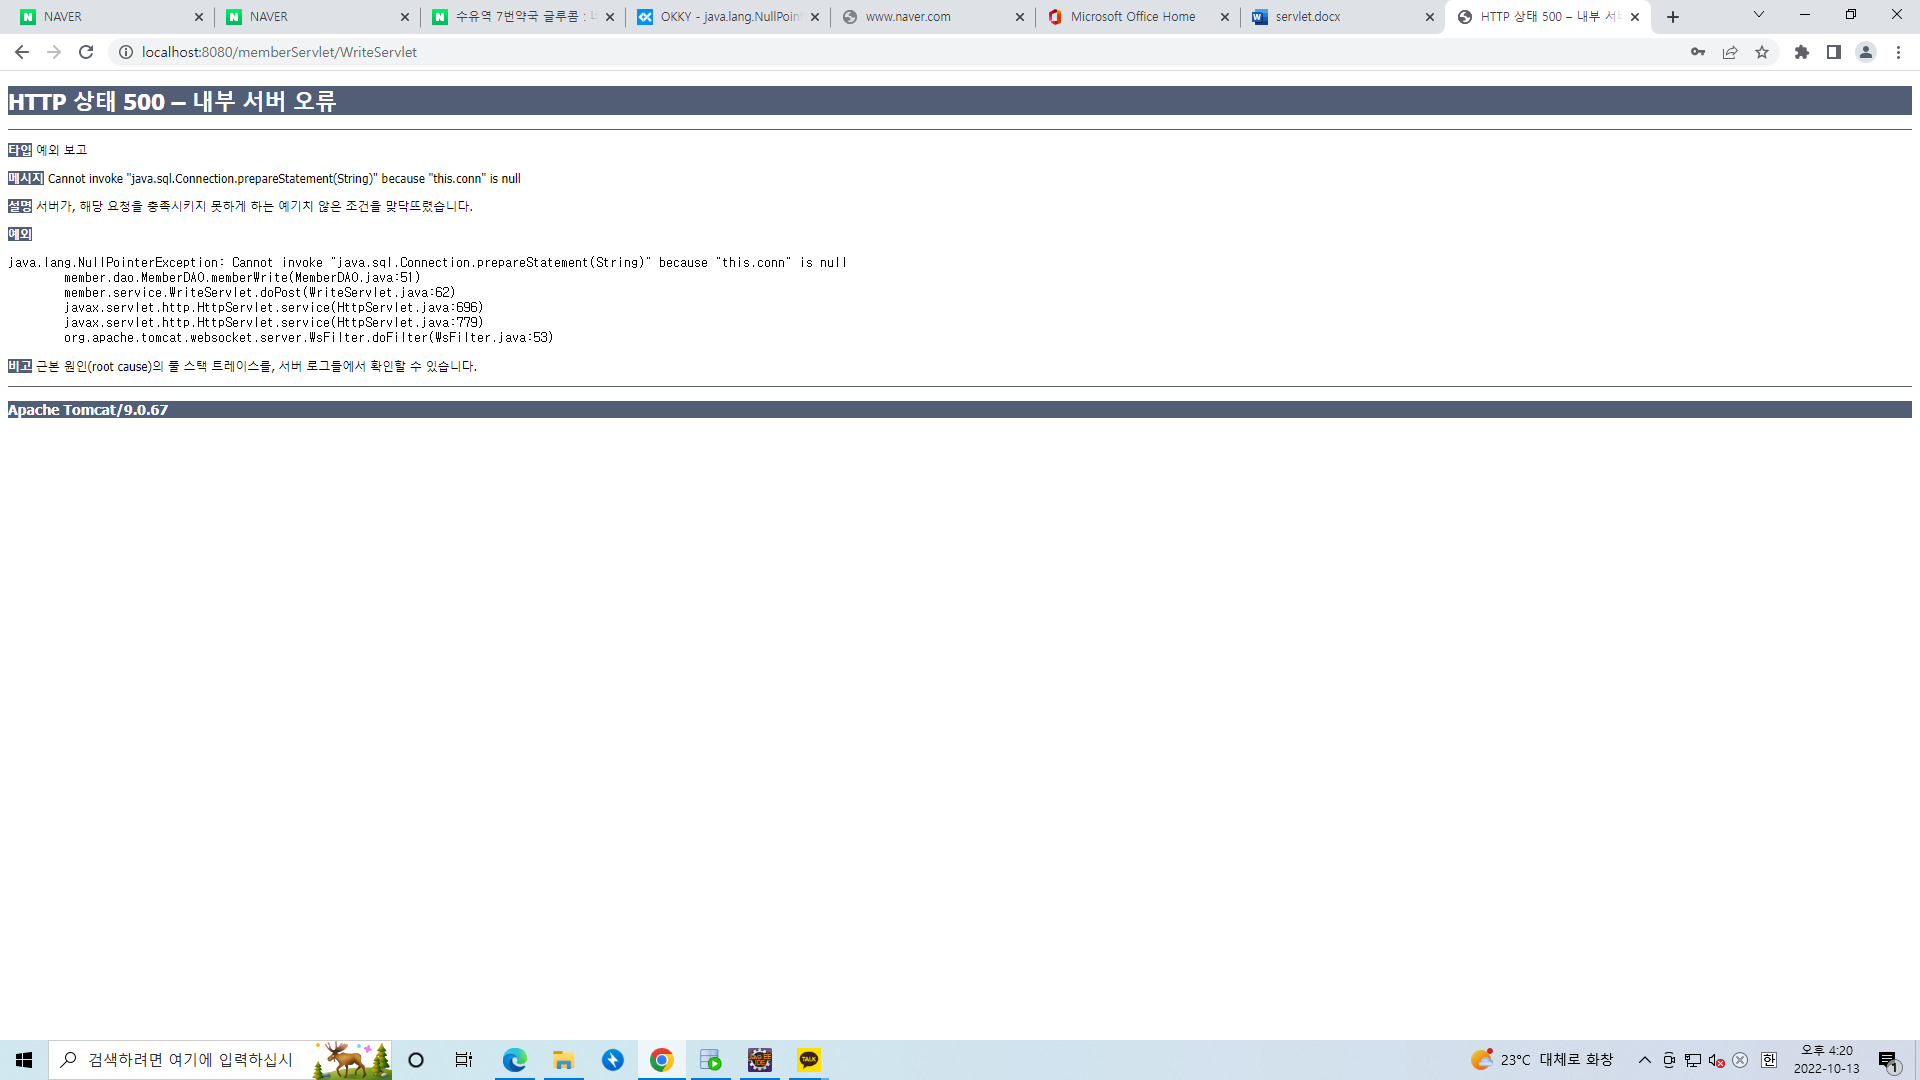 NAVER
NAVER
수유역 7번약국 글루콤 :
OKKY - java.lang.NullPoin
www.naver.com
Microsoft Office Home
servlet.docx
HTTP 상태 500 – 내부 서
localhost:8080/memberServlet/WriteServlet
HTTP 상태 500 – 내부 서버 오류
타입 예외 보고
메시지 Cannot invoke "java.sql.Connection.prepareStatement(String)" because "this.conn" is null
설명 서버가, 해당 요청을 충족시키지 못하게 하는 예기치 않은 조건을 맞닥뜨렸습니다.
예외
java.lang.NullPointerException: Cannot invoke "java.sql.Connection.prepareStatement(String)" because "this.conn" is null
member.dao.MemberDAO.memberWrite(MemberDAO.java:51)
member.service.WriteServlet.doPost(WriteServlet.java:62)
javax.servlet.http.HttpServlet.service(HttpServlet.java:696)
javax.servlet.http.HttpServlet.service(HttpServlet.java:779)
org.apache.tomcat.websocket.server.WsFilter.doFilter(WsFilter.java:53)
비고 근본 원인(root cause)의 풀 스택 트레이스를, 서버 로그들에서 확인할 수 있습니다.
Apache Tomcat/9.0.67
검색하려면 여기에 입력하십시
TALK
23°C 대체로 화창
한
오후 4:20
2022-10-13
1